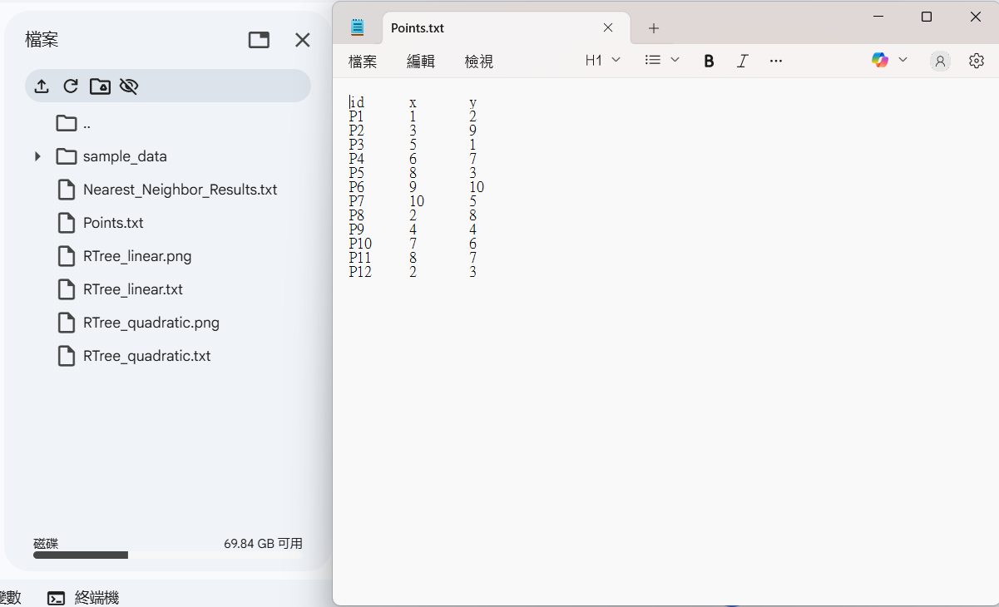 檔案
..
sample_data
Nearest_Neighbor_Results.txt
Points.txt
RTree_linear.png
RTree_linear.txt
RTree_quadratic.png
RTree_quadratic.txt
磁碟 69.84 GB 可用
變數 終端機
Points.txt
檔案 編輯 檢視 H1 B I ...
id x y
P1 1 2
P2 3 9
P3 5 1
P4 6 7
P5 8 3
P6 9 10
P7 10 5
P8 2 8
P9 4 4
P10 7 6
P11 8 7
P12 2 3